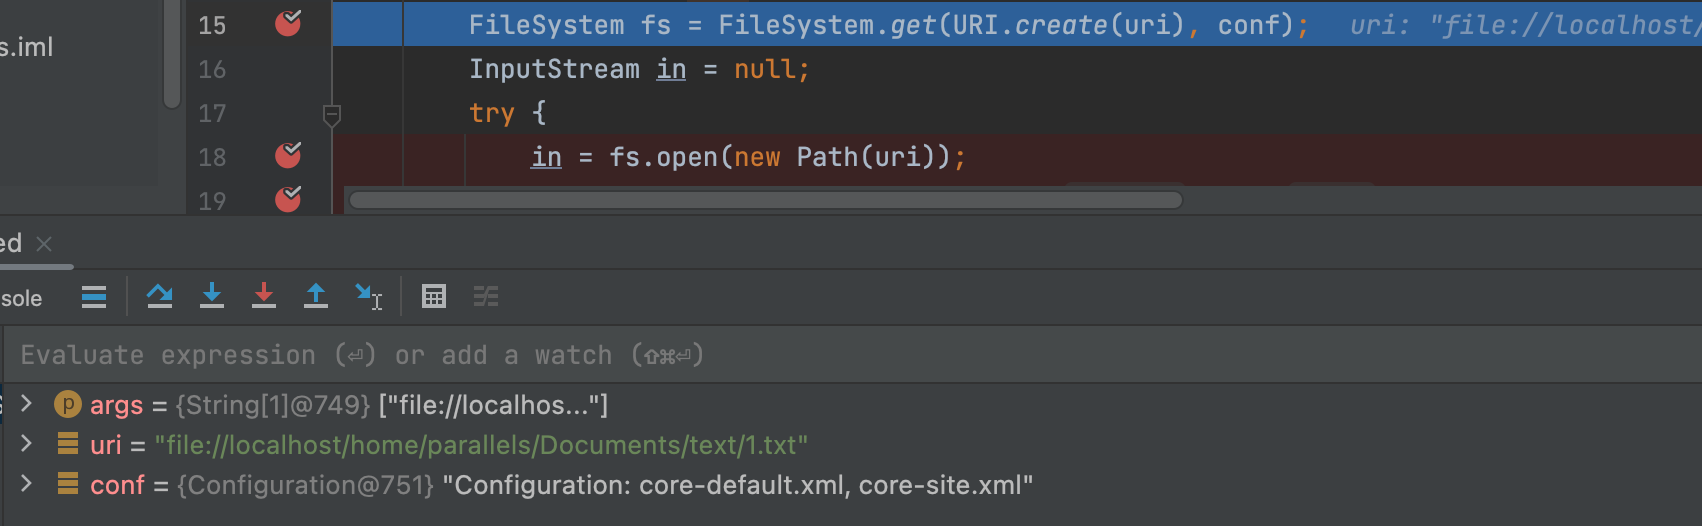 15 FileSystem fs = FileSystem.get(URI.create(uri), conf); uri: "file://localhost/
s.iml
16 InputStream in = null;
17 try {
18 in = fs.open(new Path(uri));
19
ed
sole
Evaluate expression (⏎) or add a watch (⇧⌘⏎)
p args = {String[1]@749} ["file://localhos..."]
uri = "file://localhost/home/parallels/Documents/text/1.txt"
conf = {Configuration@751} "Configuration: core-default.xml, core-site.xml"